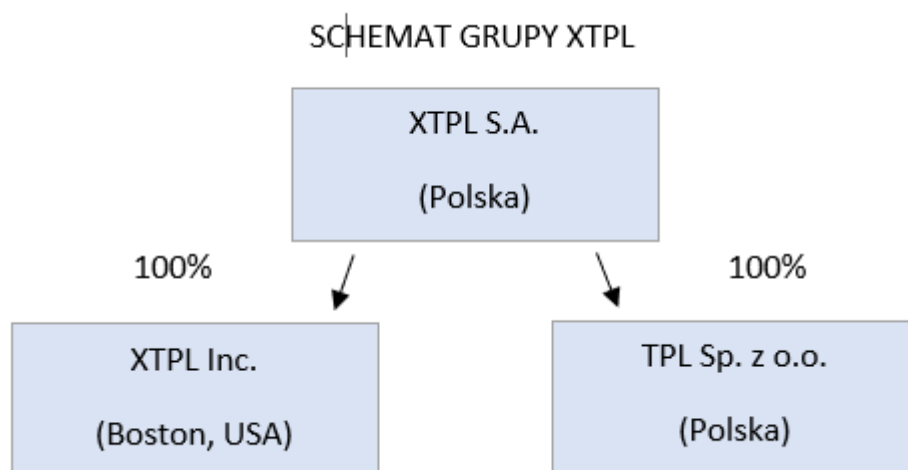 SCHEMAT GRUPY XTPL
XTPL S.A.
(Polska)
100%
100%
XTPL Inc.
(Boston, USA)
TPL Sp. z o.o.
(Polska)